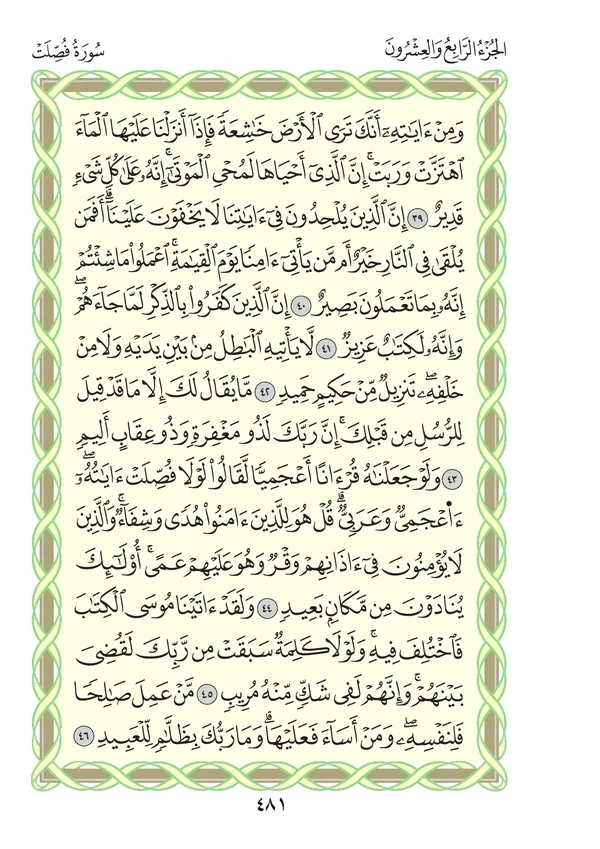 الجُزْءُ الرَّابِعُ وَالعِشْرُونَ
سُورَةُ فُصِّلَتْ
وَمِنْ ءَايَٰتِهِۦٓ أَنَّكَ تَرَى ٱلْأَرْضَ خَٰشِعَةً فَإِذَآ أَنزَلْنَا عَلَيْهَا ٱلْمَآءَ
ٱهْتَزَّتْ وَرَبَتْ ۚ إِنَّ ٱلَّذِىٓ أَحْيَاهَا لَمُحْىِ ٱلْمَوْتَىٰٓ ۚ إِنَّهُۥ عَلَىٰ كُلِّ شَىْءٍ
قَدِيرٌ ٣٩ إِنَّ ٱلَّذِينَ يُلْحِدُونَ فِىٓ ءَايَٰتِنَا لَا يَخْفَوْنَ عَلَيْنَآ ۗ أَفَمَن
يُلْقَىٰ فِى ٱلنَّارِ خَيْرٌ أَم مَّن يَأْتِىٓ ءَامِنًا يَوْمَ ٱلْقِيَٰمَةِ ۚ ٱعْمَلُوا۟ مَا شِئْتُمْ ۖ
إِنَّهُۥ بِمَا تَعْمَلُونَ بَصِيرٌ ٤٠ إِنَّ ٱلَّذِينَ كَفَرُوا۟ بِٱلذِّكْرِ لَمَّا جَآءَهُمْ ۖ
وَإِنَّهُۥ لَكِتَٰبٌ عَزِيزٌ ٤١ لَّا يَأْتِيهِ ٱلْبَٰطِلُ مِنۢ بَيْنِ يَدَيْهِ وَلَا مِنْ
خَلْفِهِۦ ۖ تَنزِيلٌ مِّنْ حَكِيمٍ حَمِيدٍ ٤٢ مَّا يُقَالُ لَكَ إِلَّا مَا قَدْ قِيلَ
لِلرُّسُلِ مِن قَبْلِكَ ۚ إِنَّ رَبَّكَ لَذُو مَغْفِرَةٍ وَذُو عِقَابٍ أَلِيمٍ
٤٣ وَلَوْ جَعَلْنَٰهُ قُرْءَانًا أَعْجَمِيًّا لَّقَالُوا۟ لَوْلَا فُصِّلَتْ ءَايَٰتُهُۥٓ ۖ
ءَا۬عْجَمِىٌّ وَعَرَبِىٌّ ۗ قُلْ هُوَ لِلَّذِينَ ءَامَنُوا۟ هُدًى وَشِفَآءٌ ۖ وَٱلَّذِينَ
لَا يُؤْمِنُونَ فِىٓ ءَاذَانِهِمْ وَقْرٌ وَهُوَ عَلَيْهِمْ عَمًى ۚ أُو۟لَٰٓئِكَ
يُنَادَوْنَ مِن مَّكَانٍۭ بَعِيدٍ ٤٤ وَلَقَدْ ءَاتَيْنَا مُوسَى ٱلْكِتَٰبَ
فَٱخْتُلِفَ فِيهِ ۗ وَلَوْلَا كَلِمَةٌ سَبَقَتْ مِن رَّبِّكَ لَقُضِىَ
بَيْنَهُمْ ۚ وَإِنَّهُمْ لَفِى شَكٍّ مِّنْهُ مُرِيبٍ ٤٥ مَّنْ عَمِلَ صَٰلِحًا
فَلِنَفْسِهِۦ ۖ وَمَنْ أَسَآءَ فَعَلَيْهَا ۗ وَمَا رَبُّكَ بِظَلَّٰمٍ لِّلْعَبِيدِ ٤٦
٤٨١